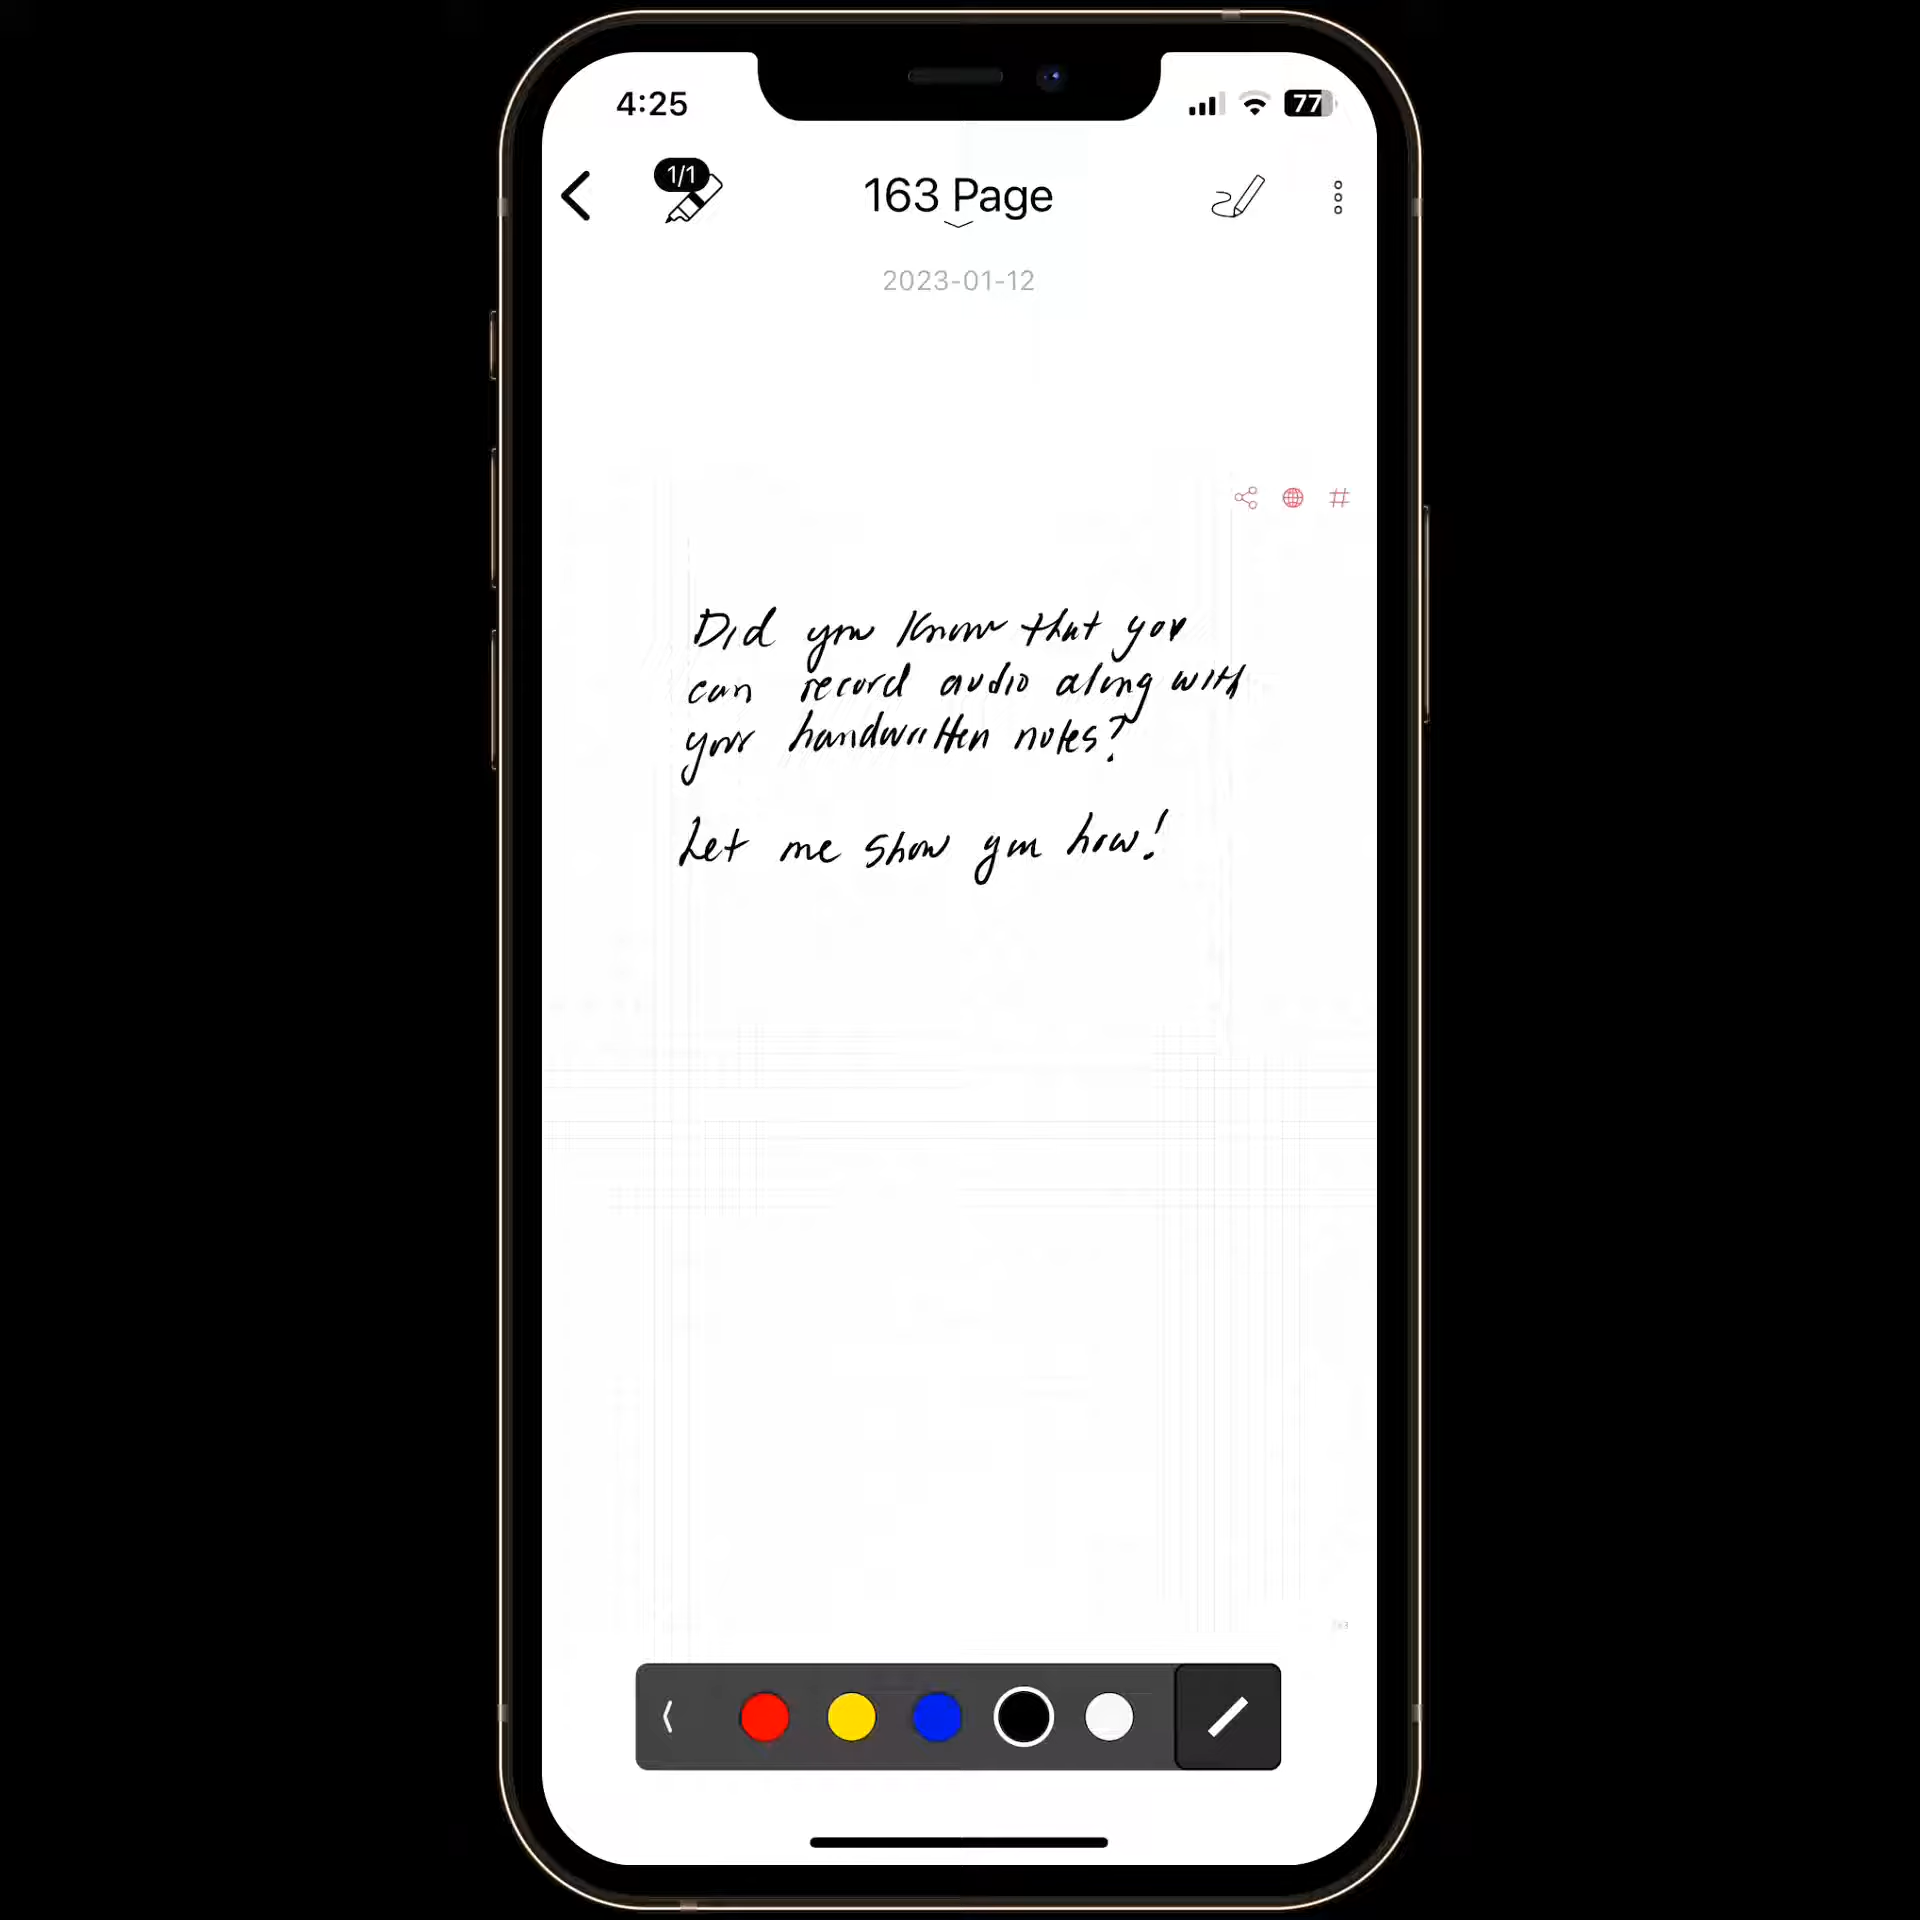 4:25
77
1/1
163 Page
2023-01-12
#
Did you know that you
can record audio along with
your handwritten notes?
Let me show you how!